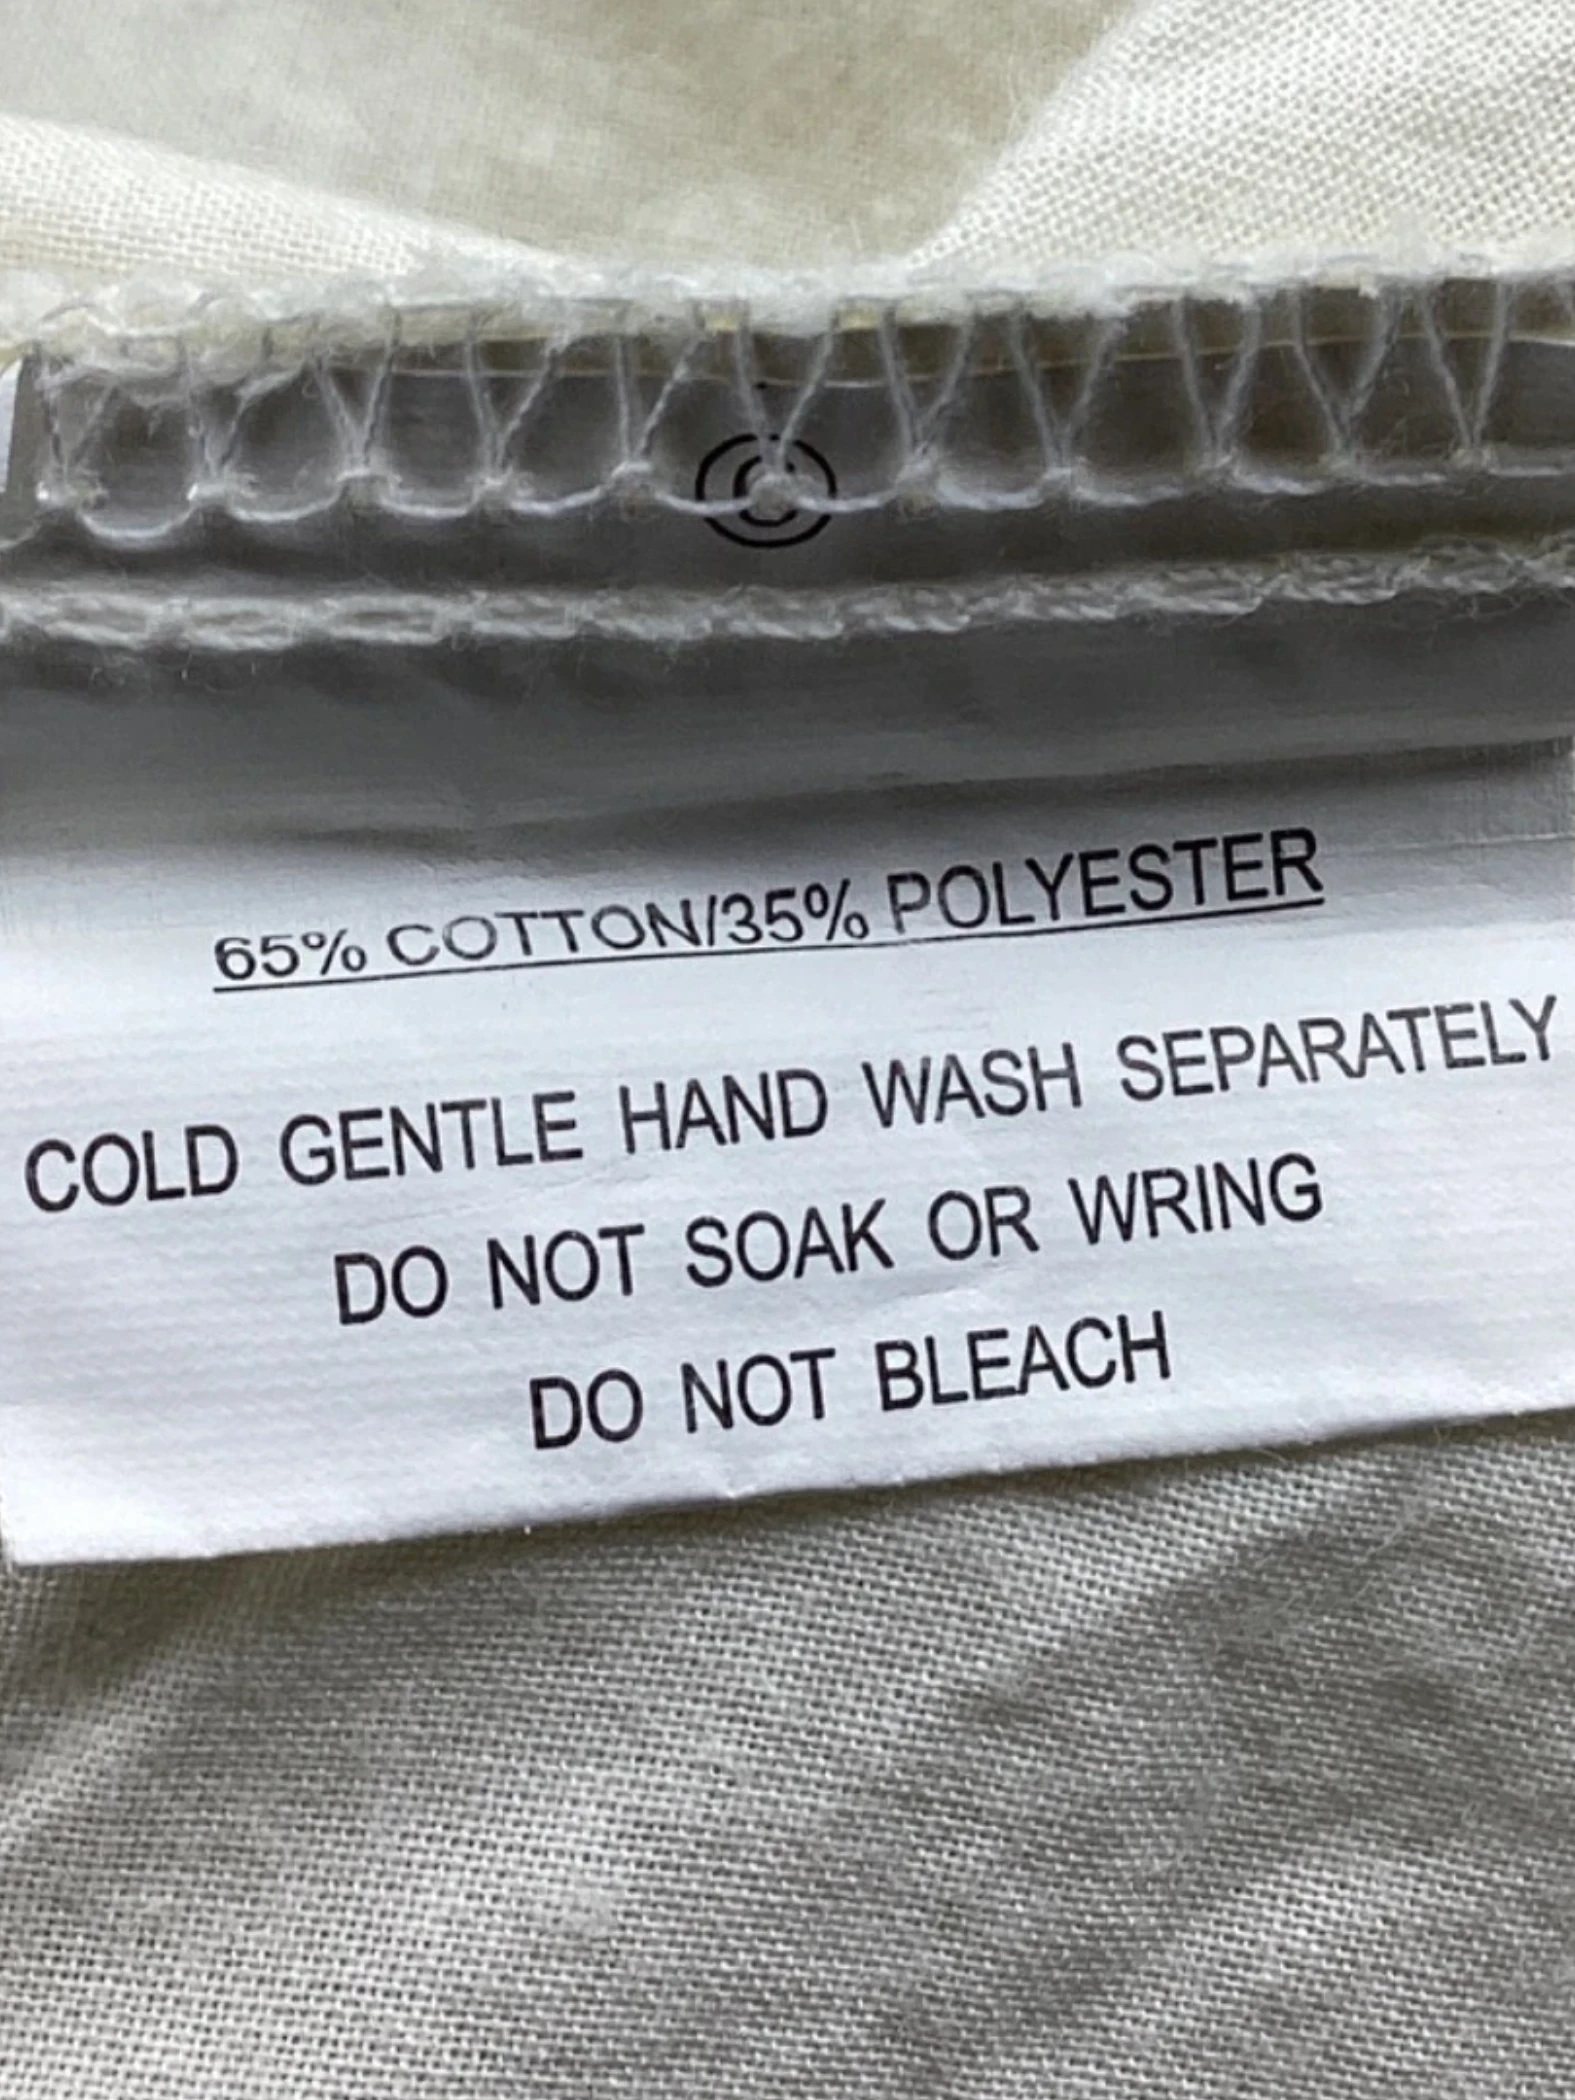 65% COTTON/35% POLYESTER
COLD GENTLE HAND WASH SEPARATELY
DO NOT SOAK OR WRING
DO NOT BLEACH